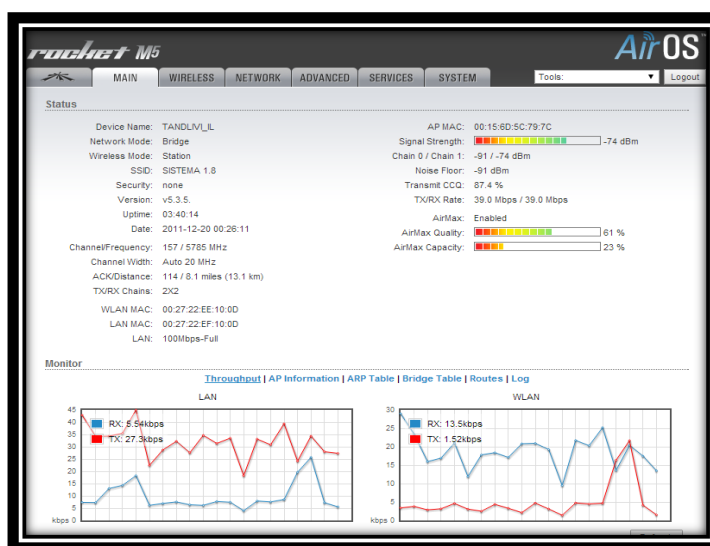 rocket M5
AirOS
MAIN WIRELESS NETWORK ADVANCED SERVICES SYSTEM Tools: Logout
Status
Device Name: TANDLIVI_IL
Network Mode: Bridge
Wireless Mode: Station
SSID: SISTEMA 1.8
Security: none
Version: v5.3.5.
Uptime: 03:40:14
Date: 2011-12-20 00:26:11
Channel/Frequency: 157 / 5785 MHz
Channel Width: Auto 20 MHz
ACK/Distance: 114 / 8.1 miles (13.1 km)
TX/RX Chains: 2X2
WLAN MAC: 00:27:22:EE:10:0D
LAN MAC: 00:27:22:EF:10:0D
LAN: 100Mbps-Full
AP MAC: 00:15:6D:5C:79:7C
Signal Strength: -74 dBm
Chain 0 / Chain 1: -91 / -74 dBm
Noise Floor: -91 dBm
Transmit CCQ: 87.4 %
TX/RX Rate: 39.0 Mbps / 39.0 Mbps
AirMax: Enabled
AirMax Quality: 61 %
AirMax Capacity: 23 %
Monitor
Throughput | AP Information | ARP Table | Bridge Table | Routes | Log
LAN
45
40
35
30
25
20
15
10
5
kbps 0
RX: 5.54kbps
TX: 27.3kbps
WLAN
30
25
20
15
10
5
kbps 0
RX: 13.5kbps
TX: 1.52kbps